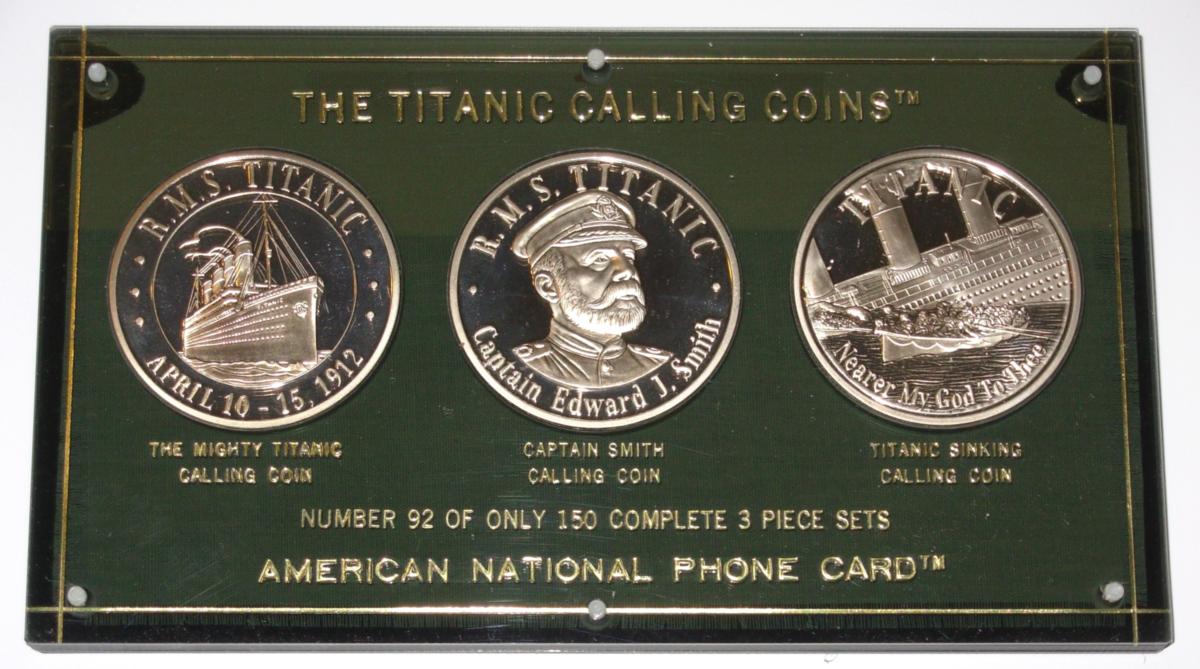 THE TITANIC CALLING COINS™
R.M.S. TITANIC
TITANIC
APRIL 10 - 15, 1912
R.M.S. TITANIC
Captain Edward J. Smith
TITANIC
Nearer My God To Thee
THE MIGHTY TITANIC
CALLING COIN
CAPTAIN SMITH
CALLING COIN
TITANIC SINKING
CALLING COIN
NUMBER 92 OF ONLY 150 COMPLETE 3 PIECE SETS
AMERICAN NATIONAL PHONE CARD™